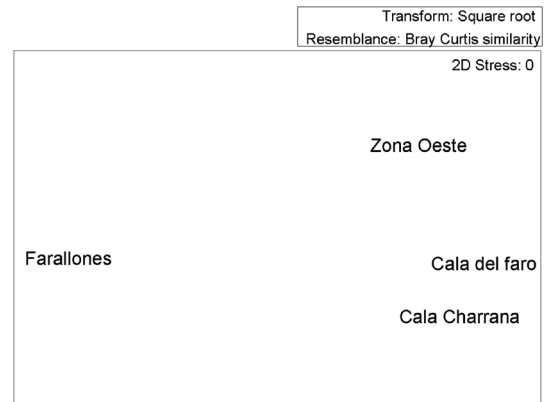 Transform: Square root
Resemblance: Bray Curtis similarity
2D Stress: 0
Zona Oeste
Farallones
Cala del faro
Cala Charrana